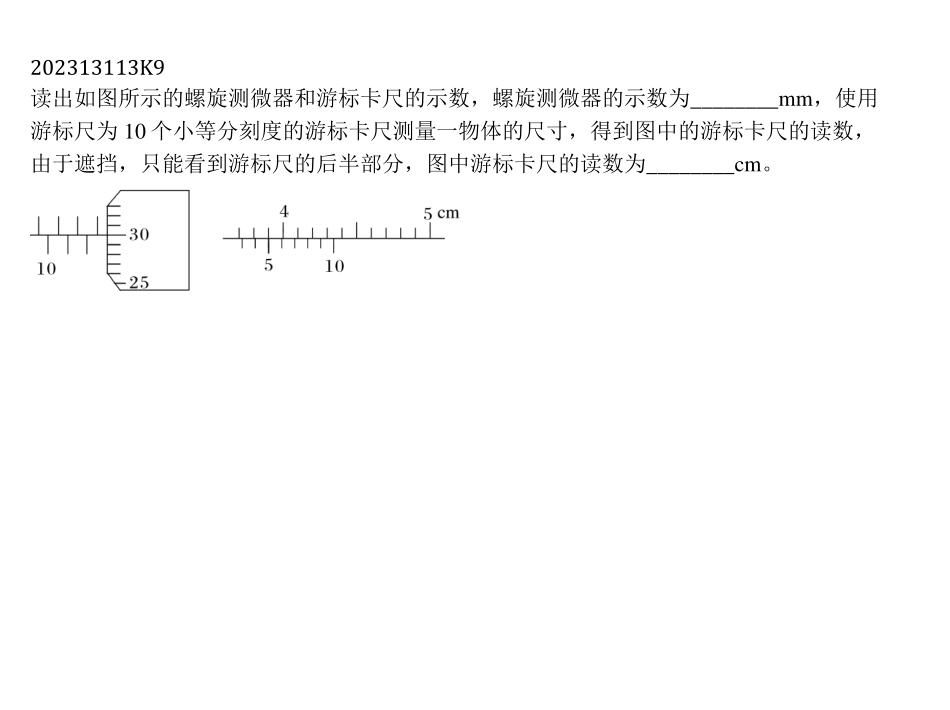 202313113K9
读出如图所示的螺旋测微器和游标卡尺的示数，螺旋测微器的示数为________mm，使用
游标尺为 10 个小等分刻度的游标卡尺测量一物体的尺寸，得到图中的游标卡尺的读数，
由于遮挡，只能看到游标尺的后半部分，图中游标卡尺的读数为________cm。
30
10
25
4 5 cm
5 10